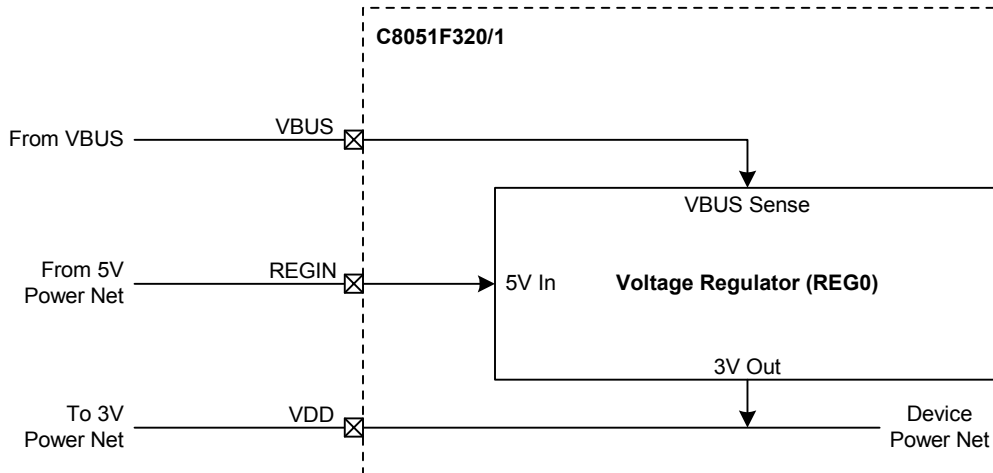 C8051F320/1
From VBUS
VBUS
VBUS Sense
From 5V
Power Net
REGIN
5V In
Voltage Regulator (REG0)
3V Out
To 3V
Power Net
VDD
Device
Power Net